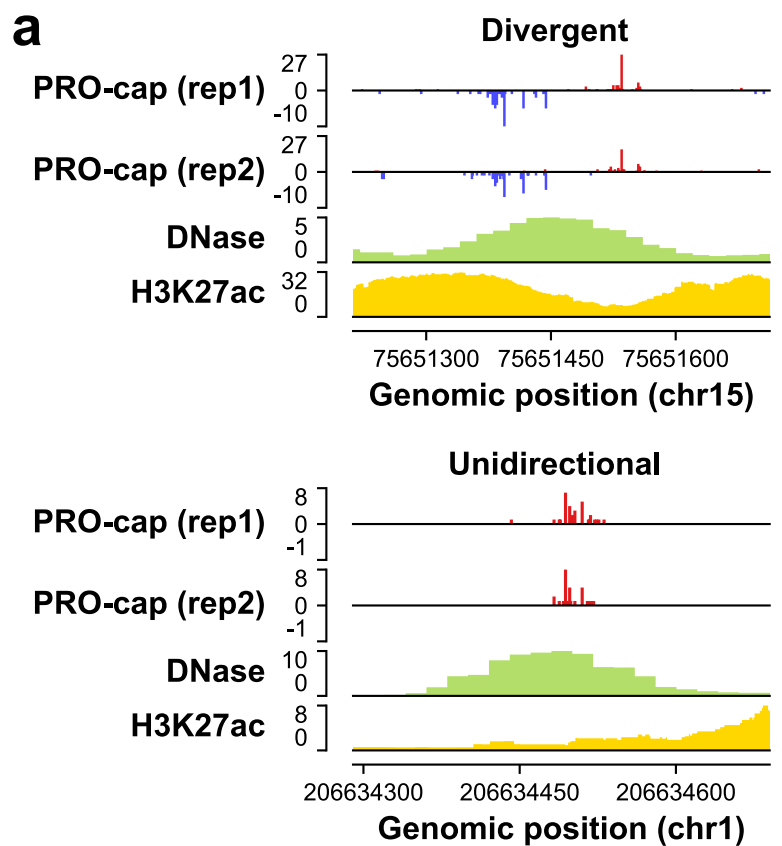 a
Divergent
PRO-cap (rep1)
27
0
-10
PRO-cap (rep2)
27
0
-10
DNase
5
0
H3K27ac
32
0
75651300 75651450 75651600
Genomic position (chr15)
Unidirectional
PRO-cap (rep1)
8
0
-1
PRO-cap (rep2)
8
0
-1
DNase
10
0
H3K27ac
8
0
206634300 206634450 206634600
Genomic position (chr1)